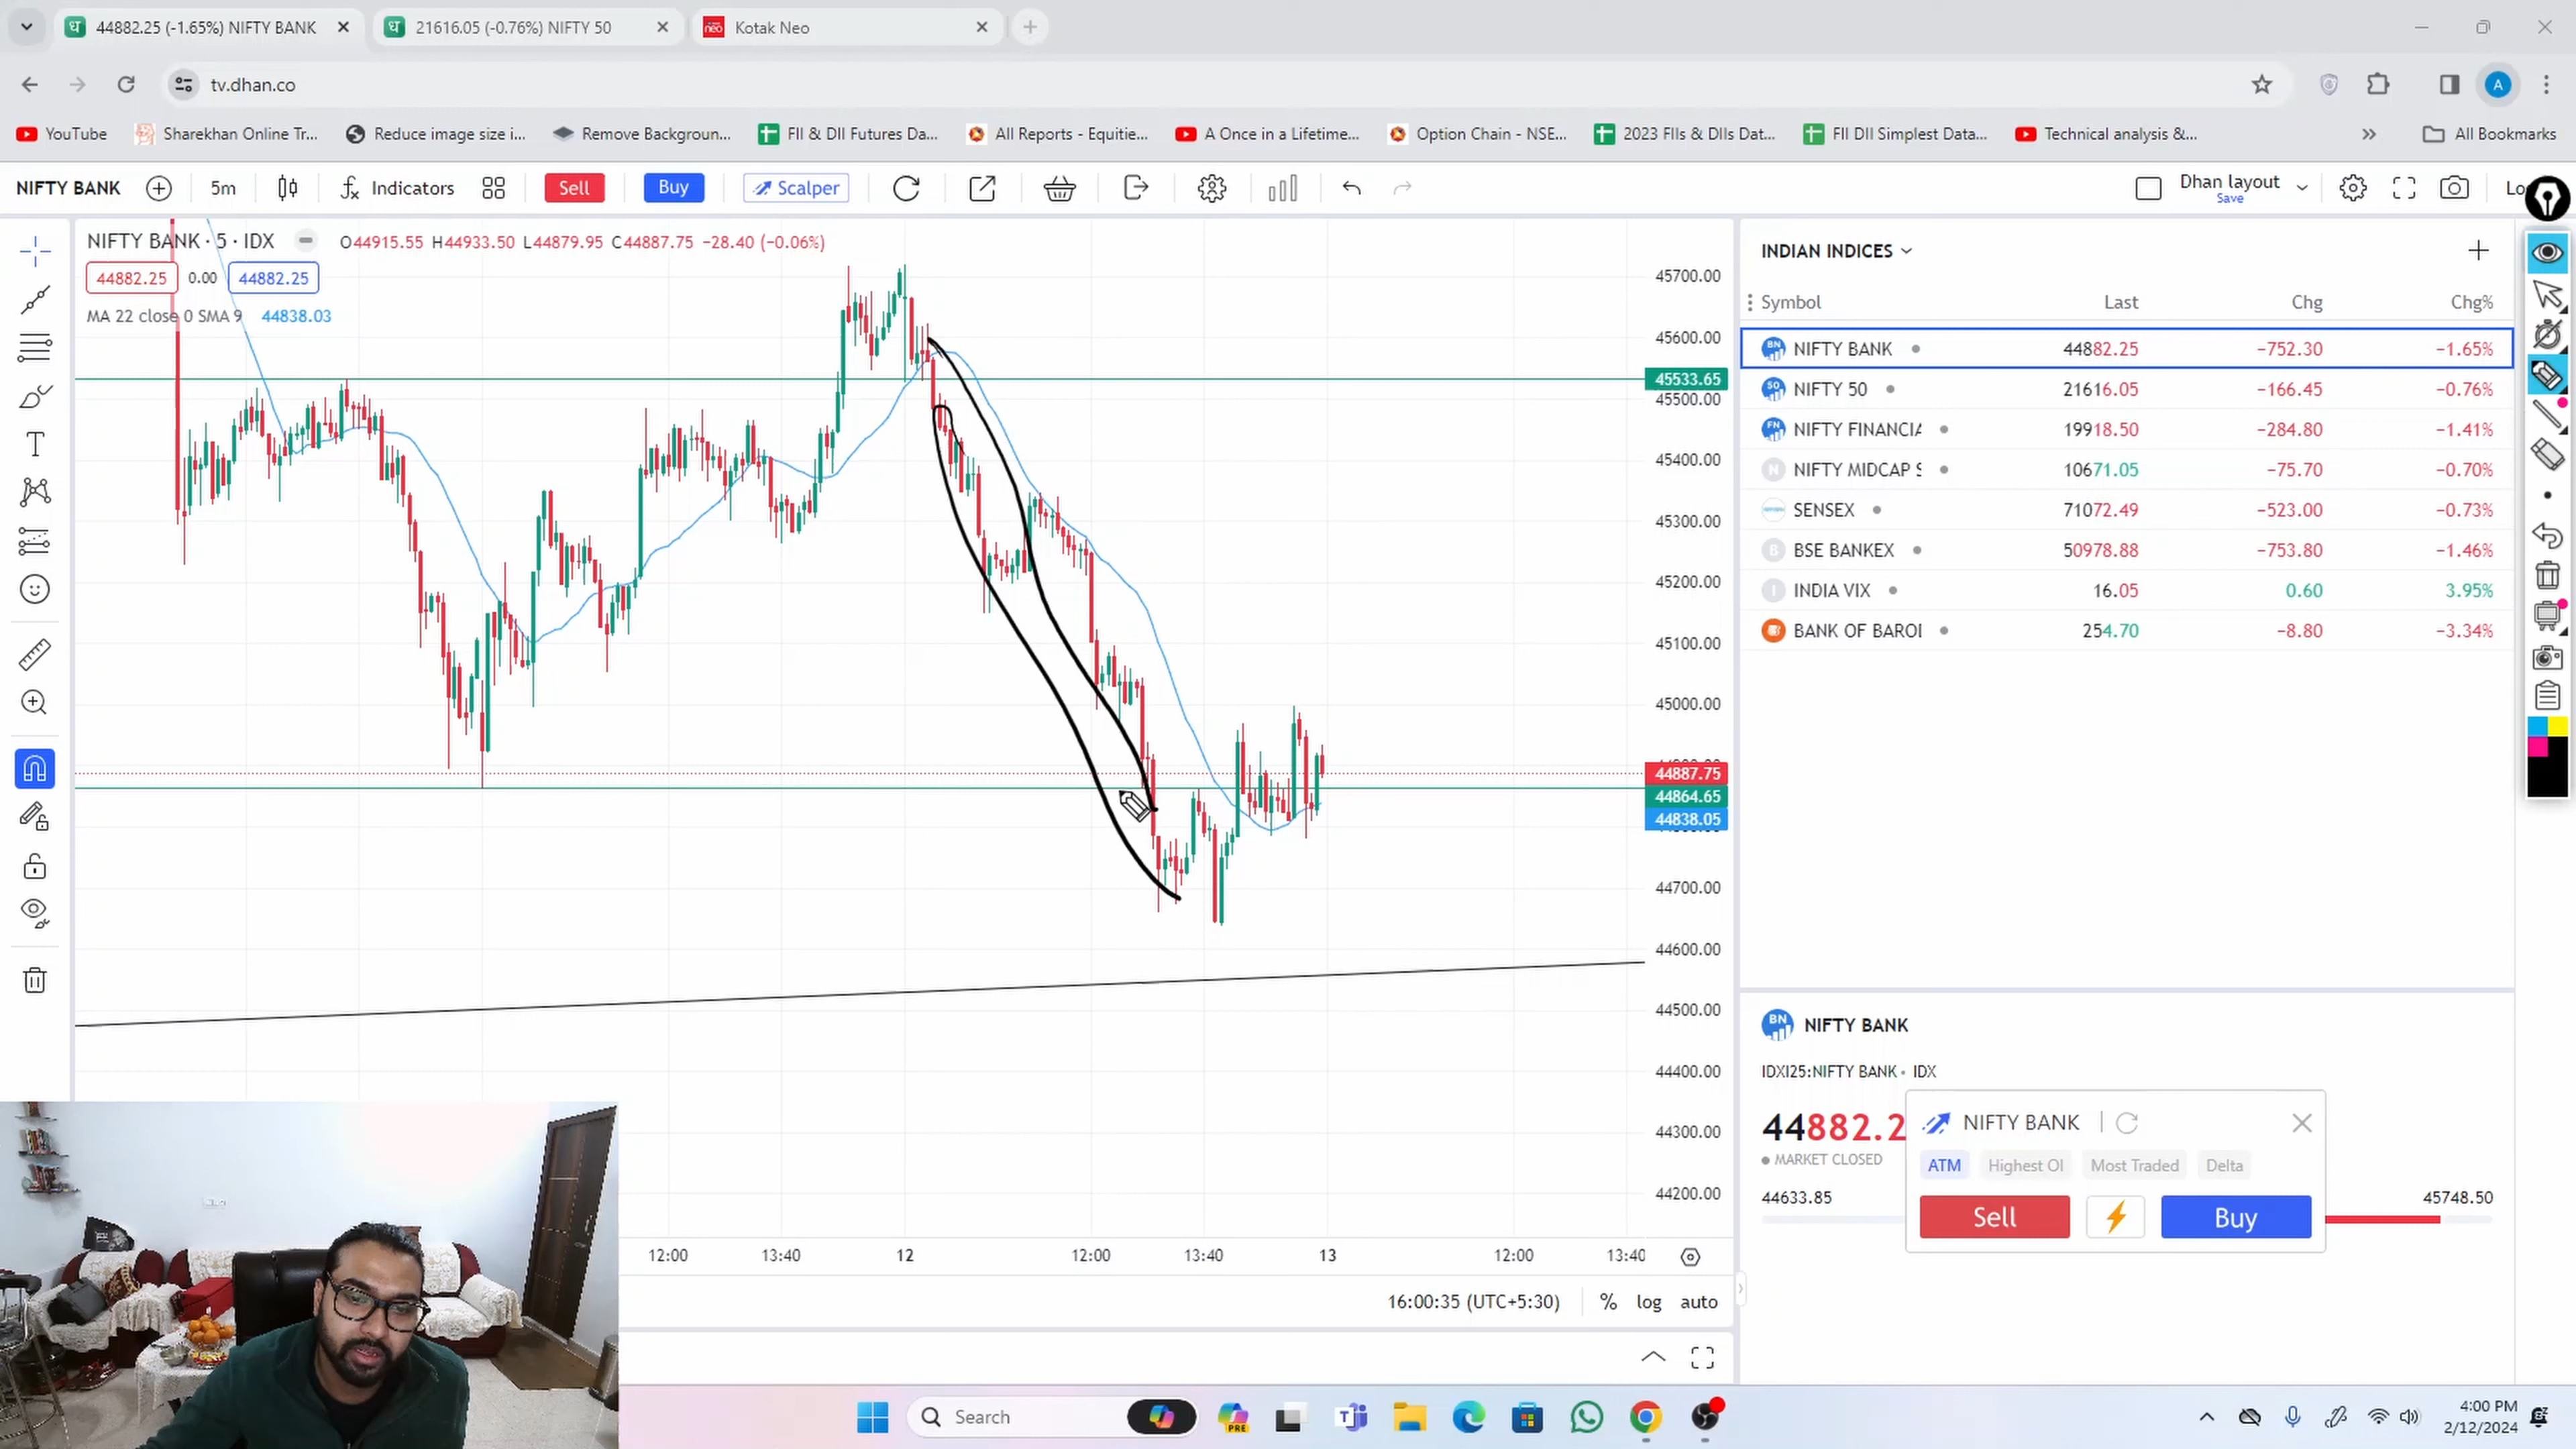 44882.25 (-1.65%) NIFTY BANK
21616.05 (-0.76%) NIFTY 50
neo Kotak Neo
tv.dhan.co
A
YouTube
Sharekhan Online Tr...
Reduce image size i...
Remove Backgroun...
FII & DII Futures Da...
All Reports - Equitie...
A Once in a Lifetime...
Option Chain - NSE...
2023 FIIs & DIIs Dat...
FII DII Simplest Data...
Technical analysis &...
All Bookmarks
NIFTY BANK
5m
Indicators
Sell
Buy
Scalper
Dhan layout
Save
Lo
NIFTY BANK · 5 · IDX
O44915.55 H44933.50 L44879.95 C44887.75 −28.40 (−0.06%)
44882.25 0.00 44882.25
MA 22 close 0 SMA 9 44838.03
45700.00
45600.00
45533.65
45500.00
45400.00
45300.00
45200.00
45100.00
45000.00
44887.75
44864.65
44838.05
44700.00
44600.00
44500.00
44400.00
44300.00
44200.00
12:00 13:40 12 12:00 13:40 13 12:00 13:40
16:00:35 (UTC+5:30) % log auto
INDIAN INDICES
Symbol Last Chg Chg%
BN NIFTY BANK 44882.25 −752.30 −1.65%
50 NIFTY 50 21616.05 −166.45 −0.76%
FN NIFTY FINANCIA 19918.50 −284.80 −1.41%
N NIFTY MIDCAP S 10671.05 −75.70 −0.70%
SENSEX 71072.49 −523.00 −0.73%
B BSE BANKEX 50978.88 −753.80 −1.46%
I INDIA VIX 16.05 0.60 3.95%
BANK OF BAROI 254.70 −8.80 −3.34%
BN NIFTY BANK
IDXI25:NIFTY BANK • IDX
44882.2
MARKET CLOSED
44633.85 45748.50
NIFTY BANK
ATM Highest OI Most Traded Delta
Sell Buy
Search
PRE
4:00 PM
2/12/2024